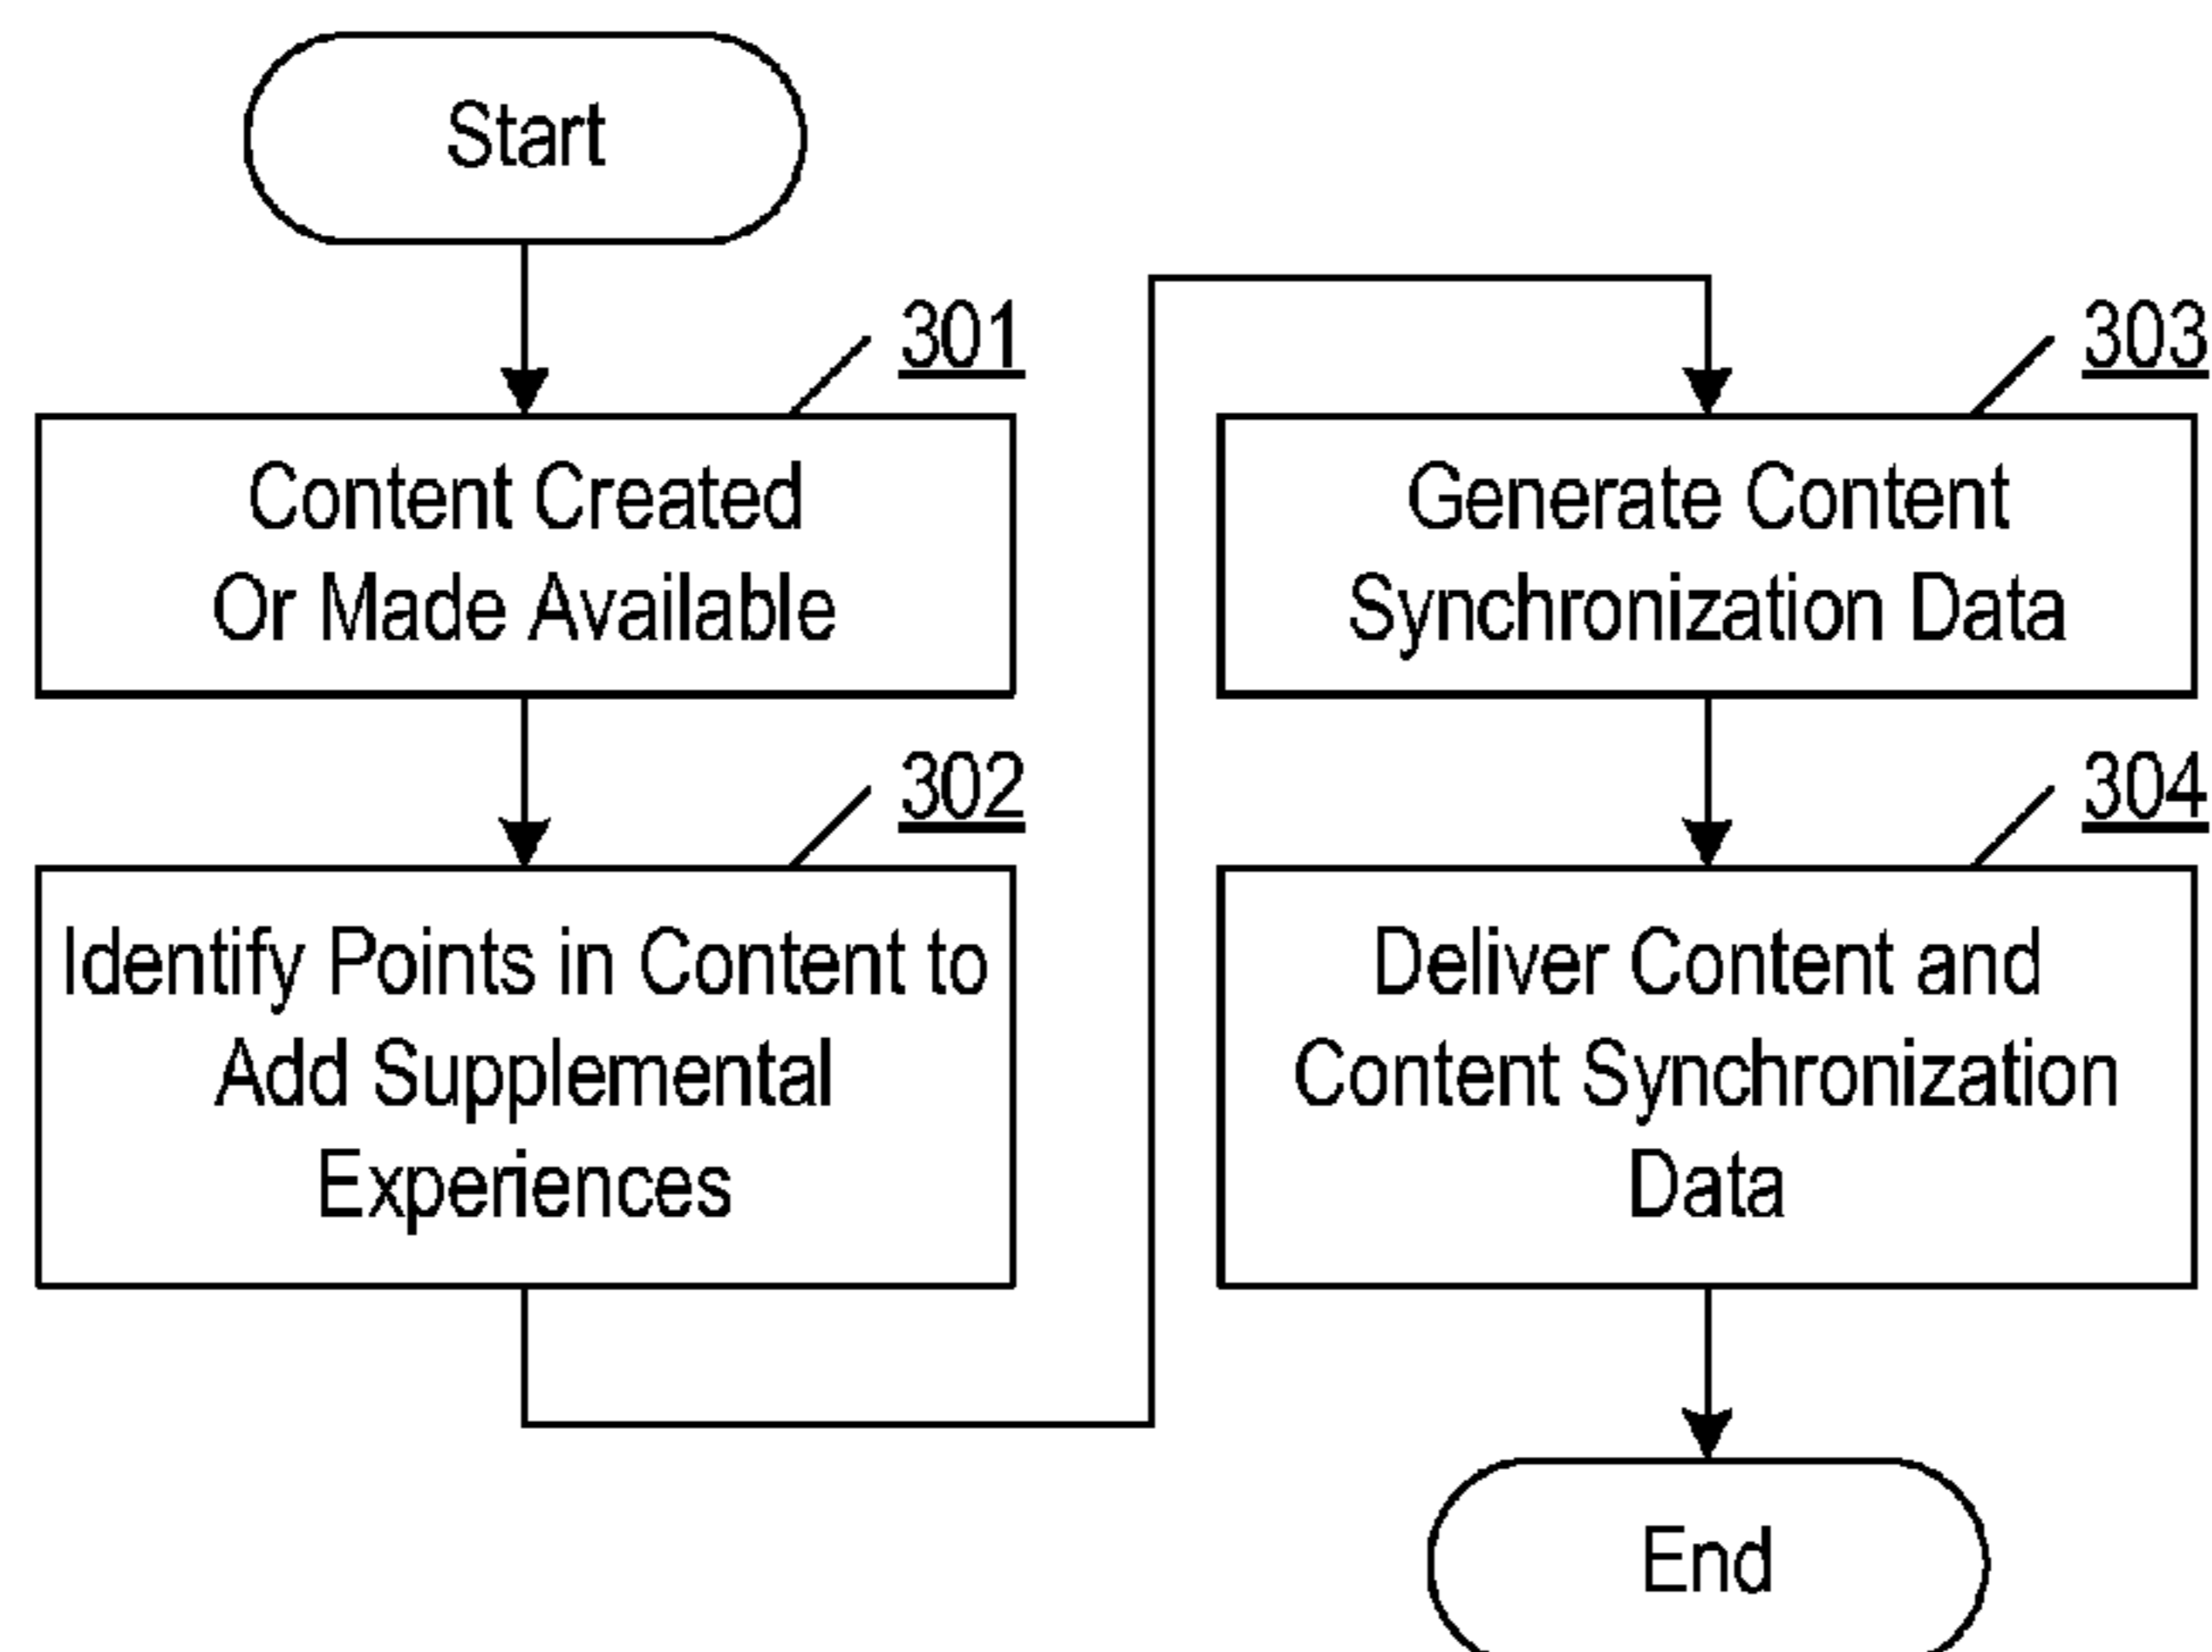 Start
301
Content Created
Or Made Available
302
Identify Points in Content to
Add Supplemental
Experiences
303
Generate Content
Synchronization Data
304
Deliver Content and
Content Synchronization
Data
End